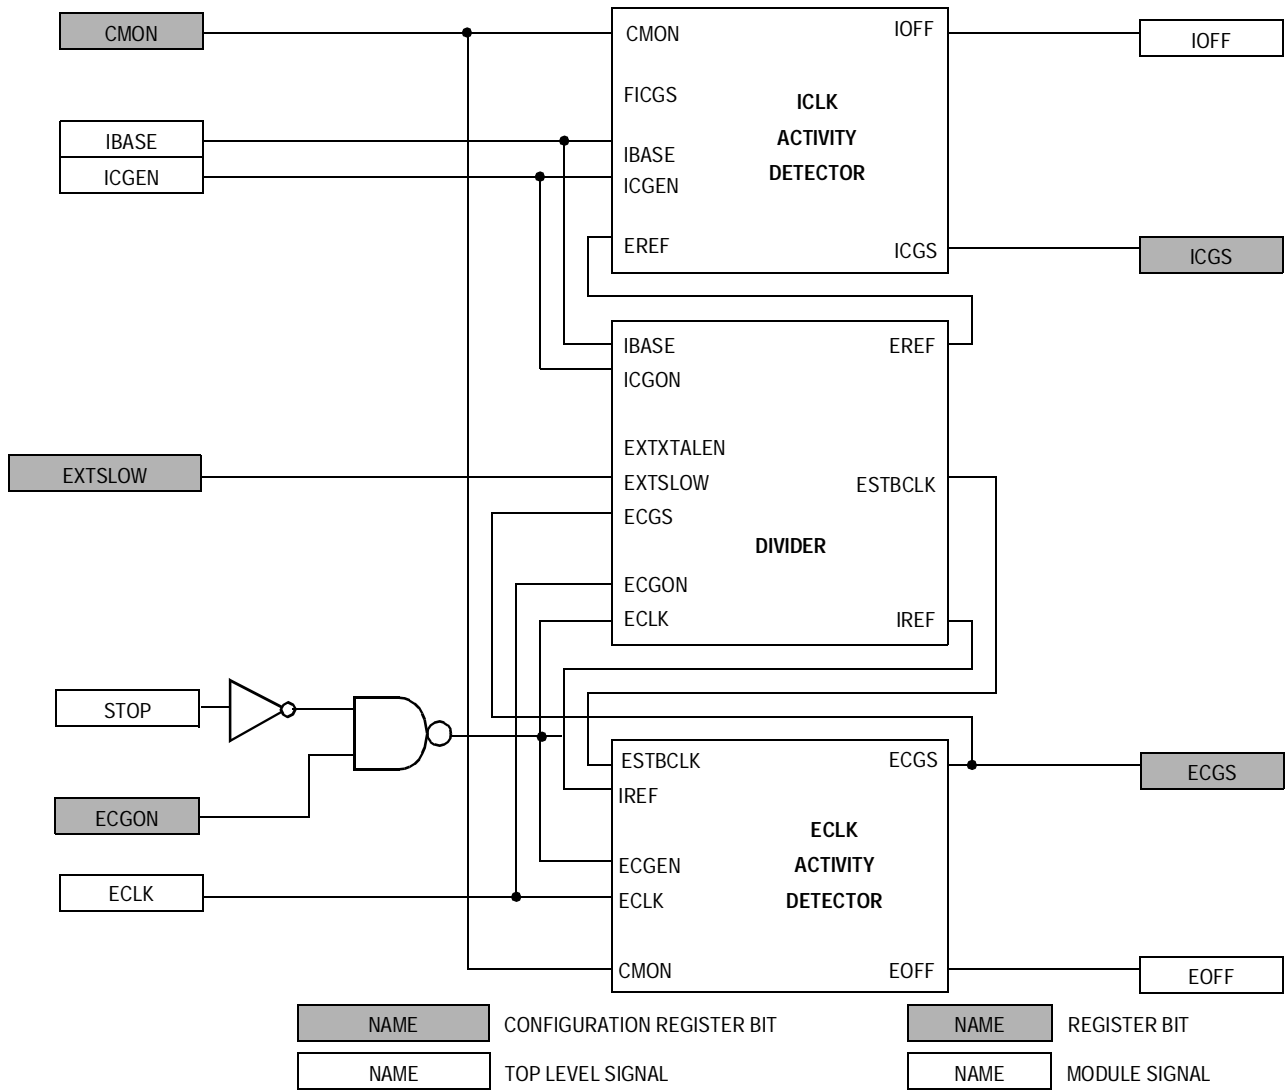 CMON
CMON
IOFF
IOFF
FICGS
ICLK
ACTIVITY
DETECTOR
IBASE
IBASE
ICGEN
ICGEN
EREF
ICGS
ICGS
IBASE
EREF
ICGON
EXTXTALEN
EXTSLOW
EXTSLOW
ESTBCLK
ECGS
DIVIDER
ECGON
ECLK
IREF
STOP
ESTBCLK
ECGS
ECGS
IREF
ECGON
ECLK
ACTIVITY
DETECTOR
ECGEN
ECLK
ECLK
CMON
EOFF
EOFF
NAME CONFIGURATION REGISTER BIT
NAME REGISTER BIT
NAME TOP LEVEL SIGNAL
NAME MODULE SIGNAL